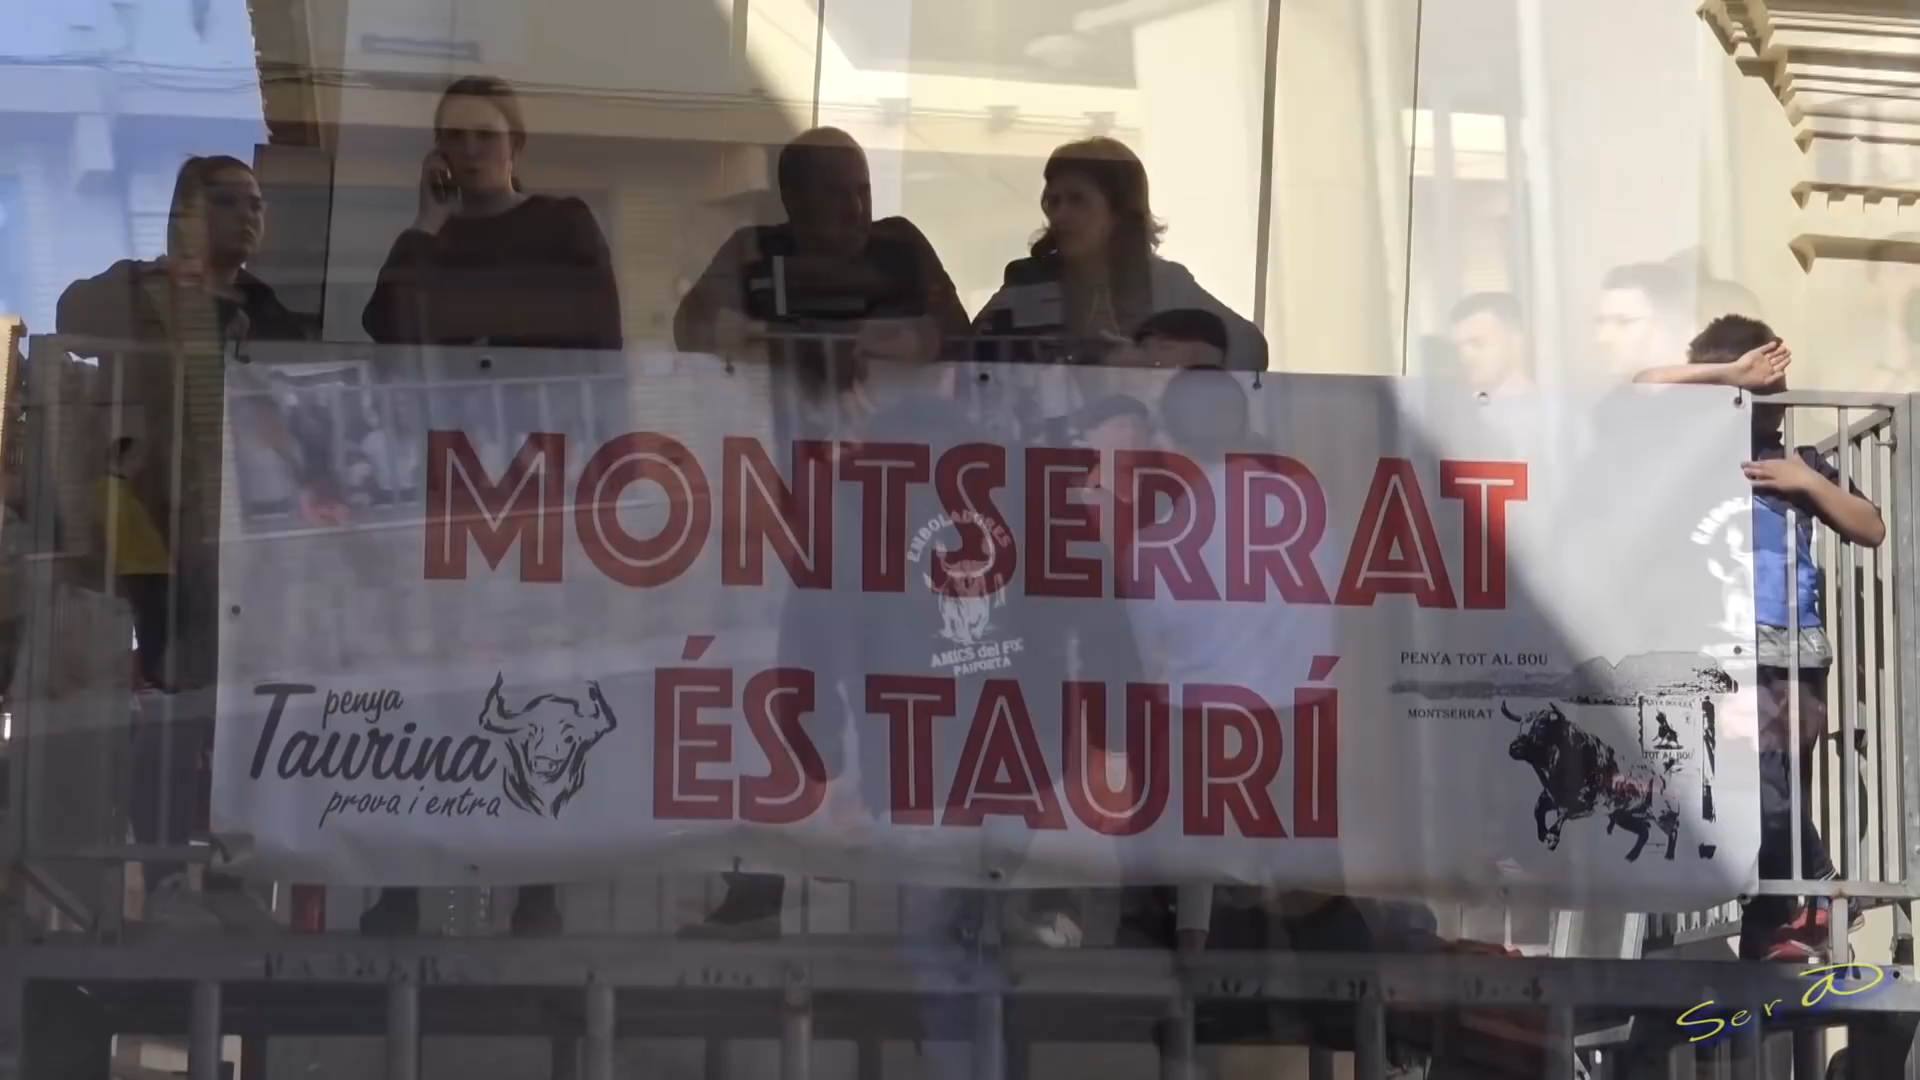 MONTSERRAT
ÉS TAURÍ
penya
Taurina
prova i entra
EMBOLADORES
AMICS del FOC
PAIPORTA
PENYA TOT AL BOU
MONTSERRAT
TOT AL BOU
Ser